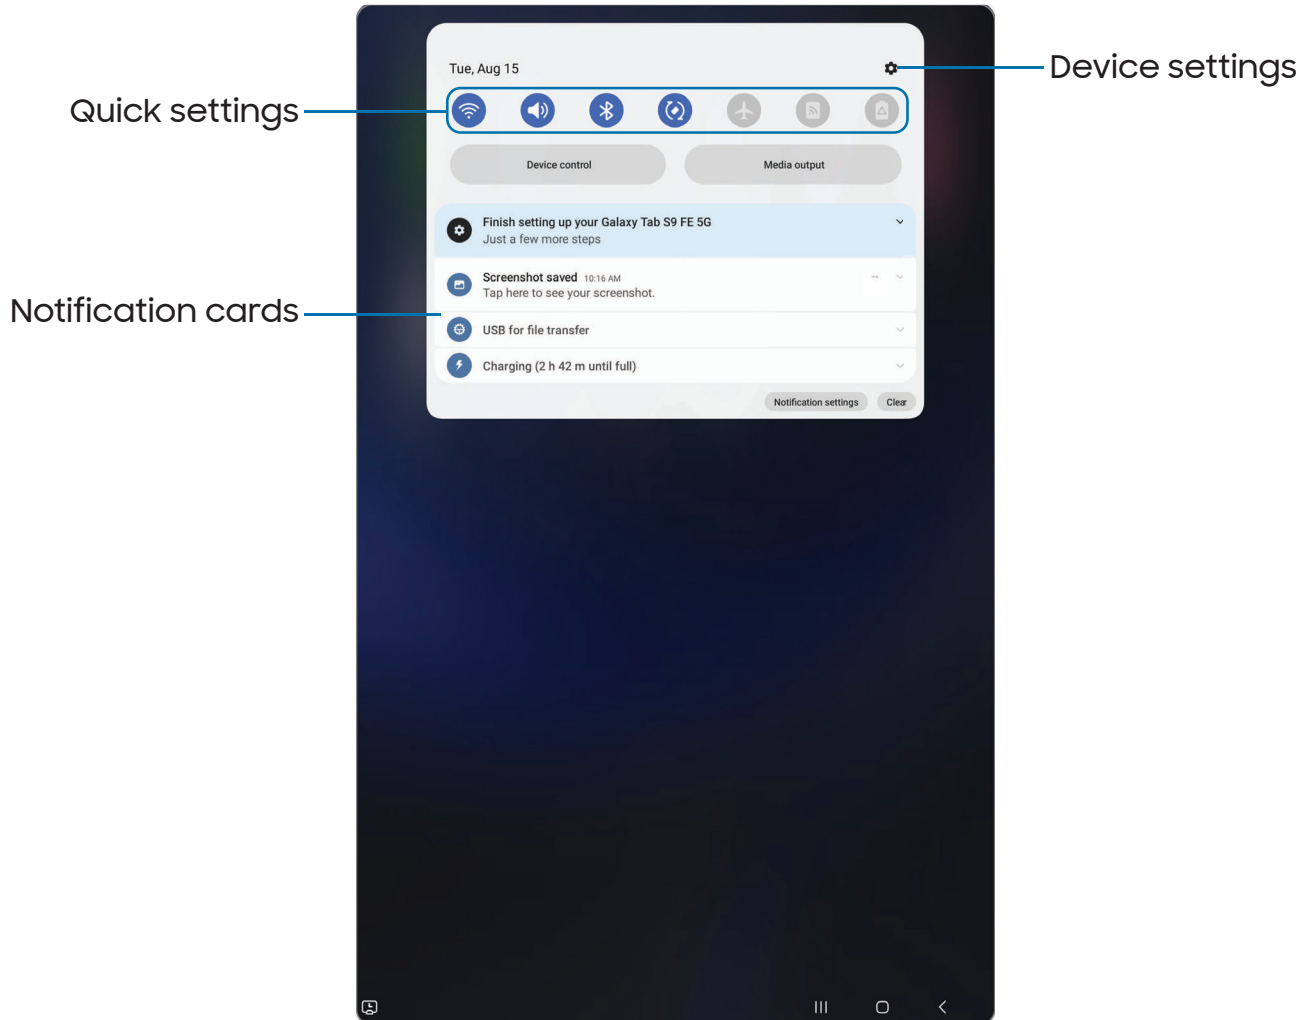 Tue, Aug 15
Device settings
Quick settings
Device control
Media output
Finish setting up your Galaxy Tab S9 FE 5G
Just a few more steps
Screenshot saved 10:16 AM
Tap here to see your screenshot.
Notification cards
USB for file transfer
Charging (2 h 42 m until full)
Notification settings
Clear